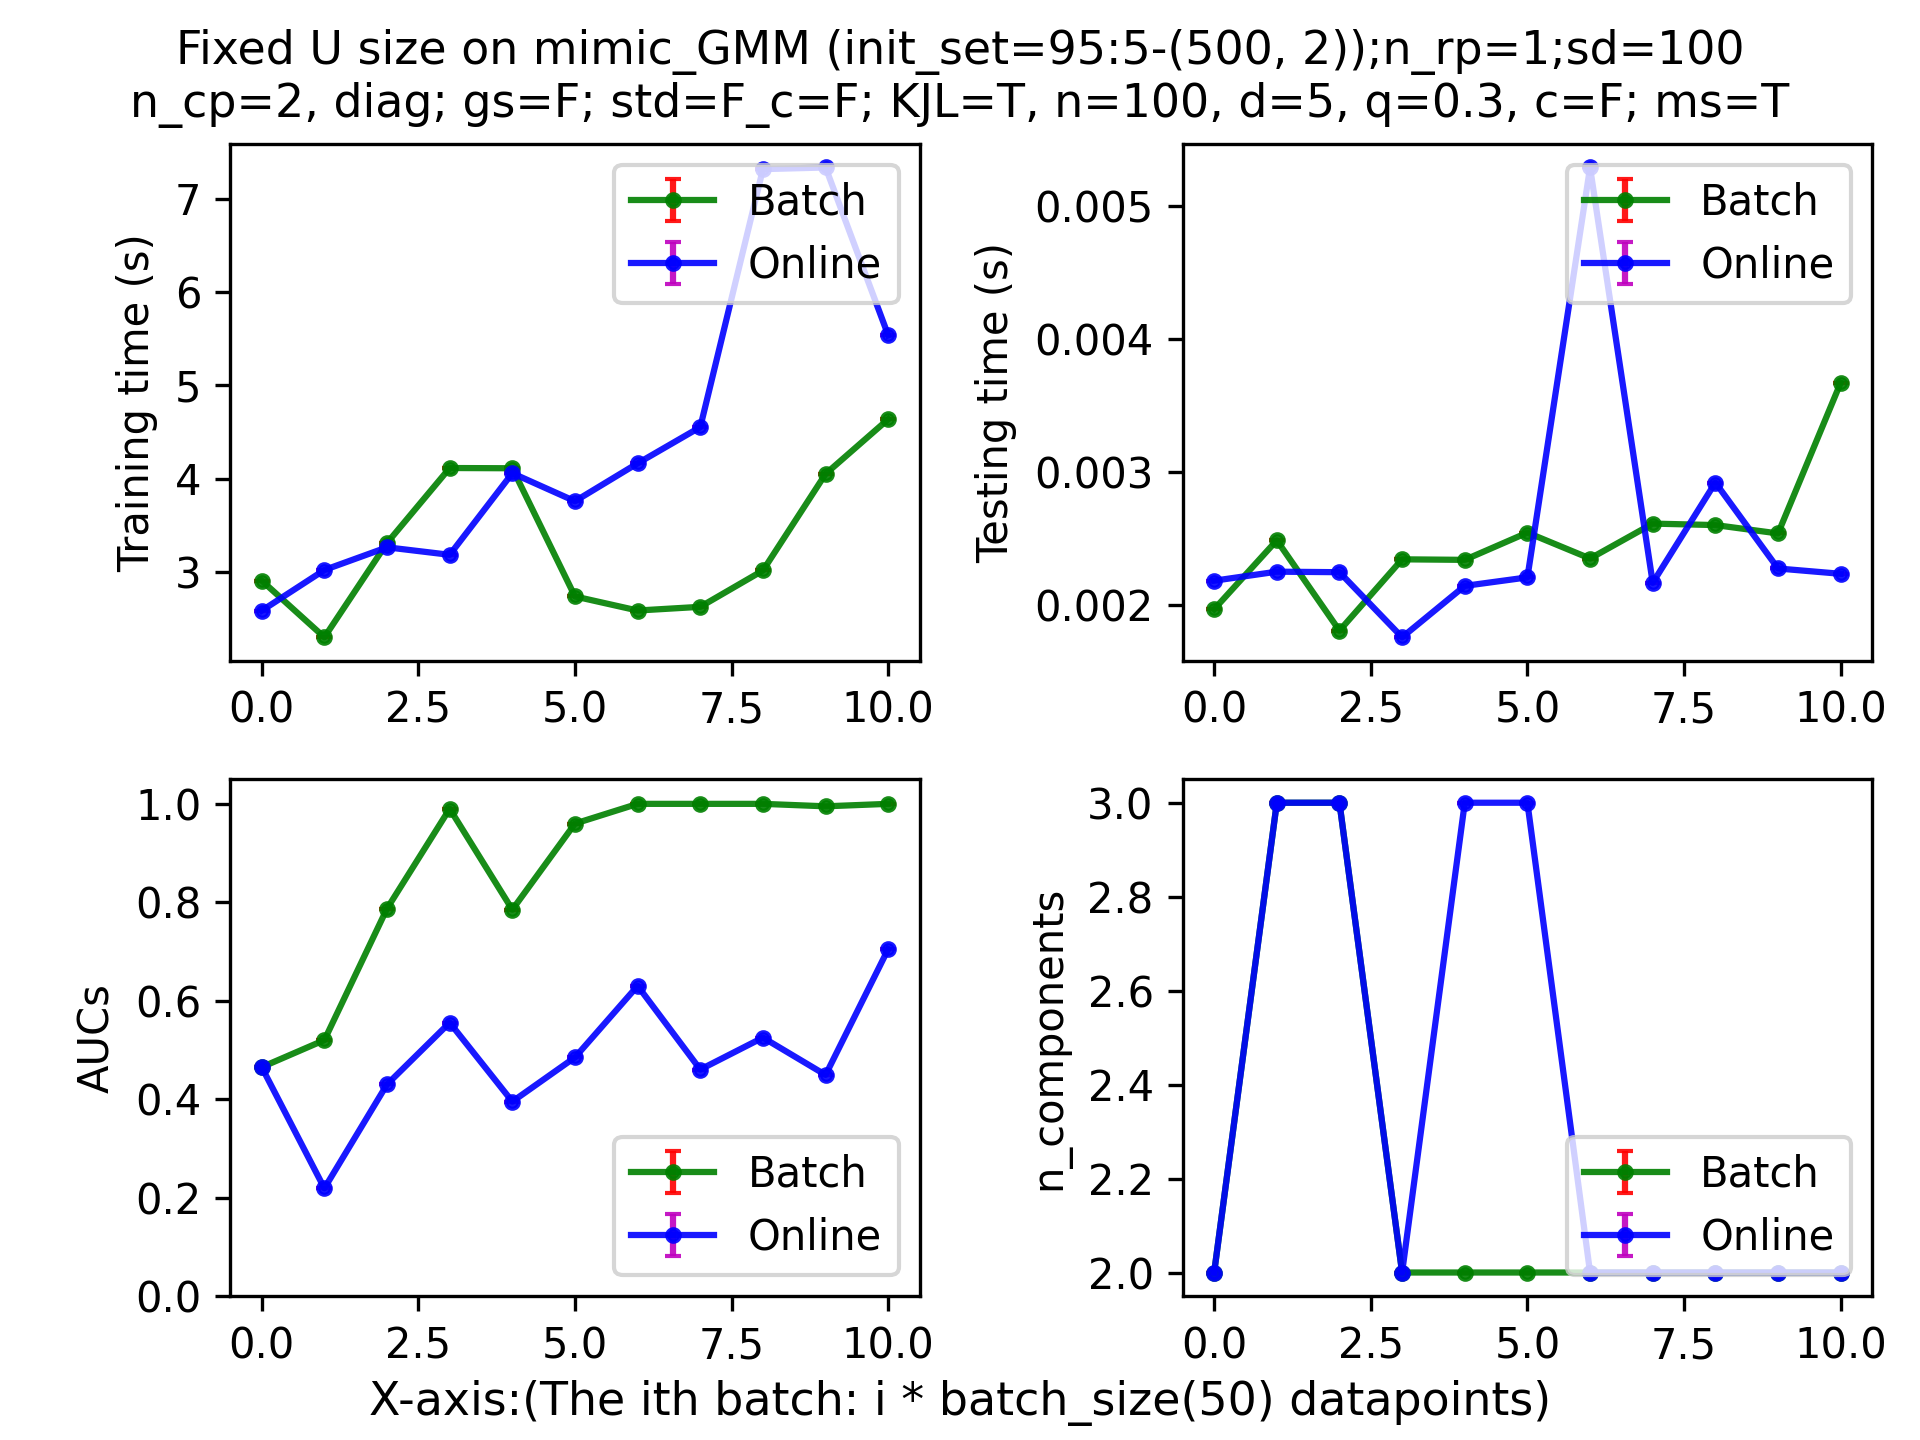 Fixed U size on mimic_GMM (init_set=95:5-(500, 2));n_rp=1;sd=100
n_cp=2, diag; gs=F; std=F_c=F; KJL=T, n=100, d=5, q=0.3, c=F; ms=T
Training time (s)
7
6
5
4
3
0.0 2.5 5.0 7.5 10.0
Batch
Online
Testing time (s)
0.005
0.004
0.003
0.002
0.0 2.5 5.0 7.5 10.0
Batch
Online
AUCs
1.0
0.8
0.6
0.4
0.2
0.0
0.0 2.5 5.0 7.5 10.0
Batch
Online
n_components
3.0
2.8
2.6
2.4
2.2
2.0
0.0 2.5 5.0 7.5 10.0
Batch
Online
X-axis:(The ith batch: i * batch_size(50) datapoints)